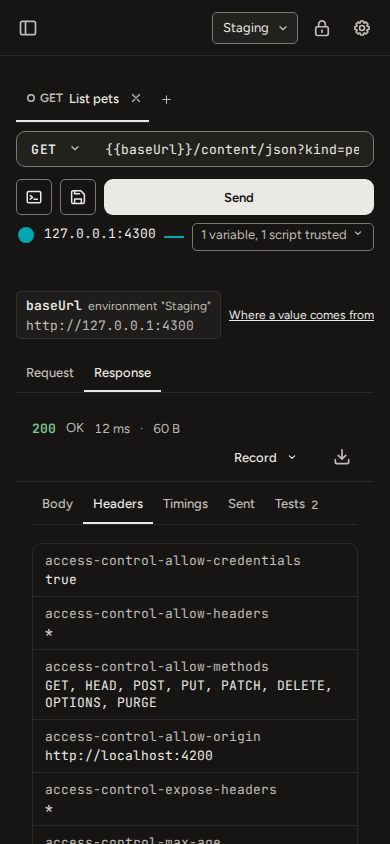 Staging
GET List pets
GET {{baseUrl}}/content/json?kind=pe
Send
127.0.0.1:4300 1 variable, 1 script trusted
baseUrl environment "Staging"
http://127.0.0.1:4300
Where a value comes from
Request Response
200 OK 12 ms · 60 B
Record
Body Headers Timings Sent Tests 2
access-control-allow-credentials
true
access-control-allow-headers
*
access-control-allow-methods
GET, HEAD, POST, PUT, PATCH, DELETE,
OPTIONS, PURGE
access-control-allow-origin
http://localhost:4200
access-control-expose-headers
*
access-control-max-age